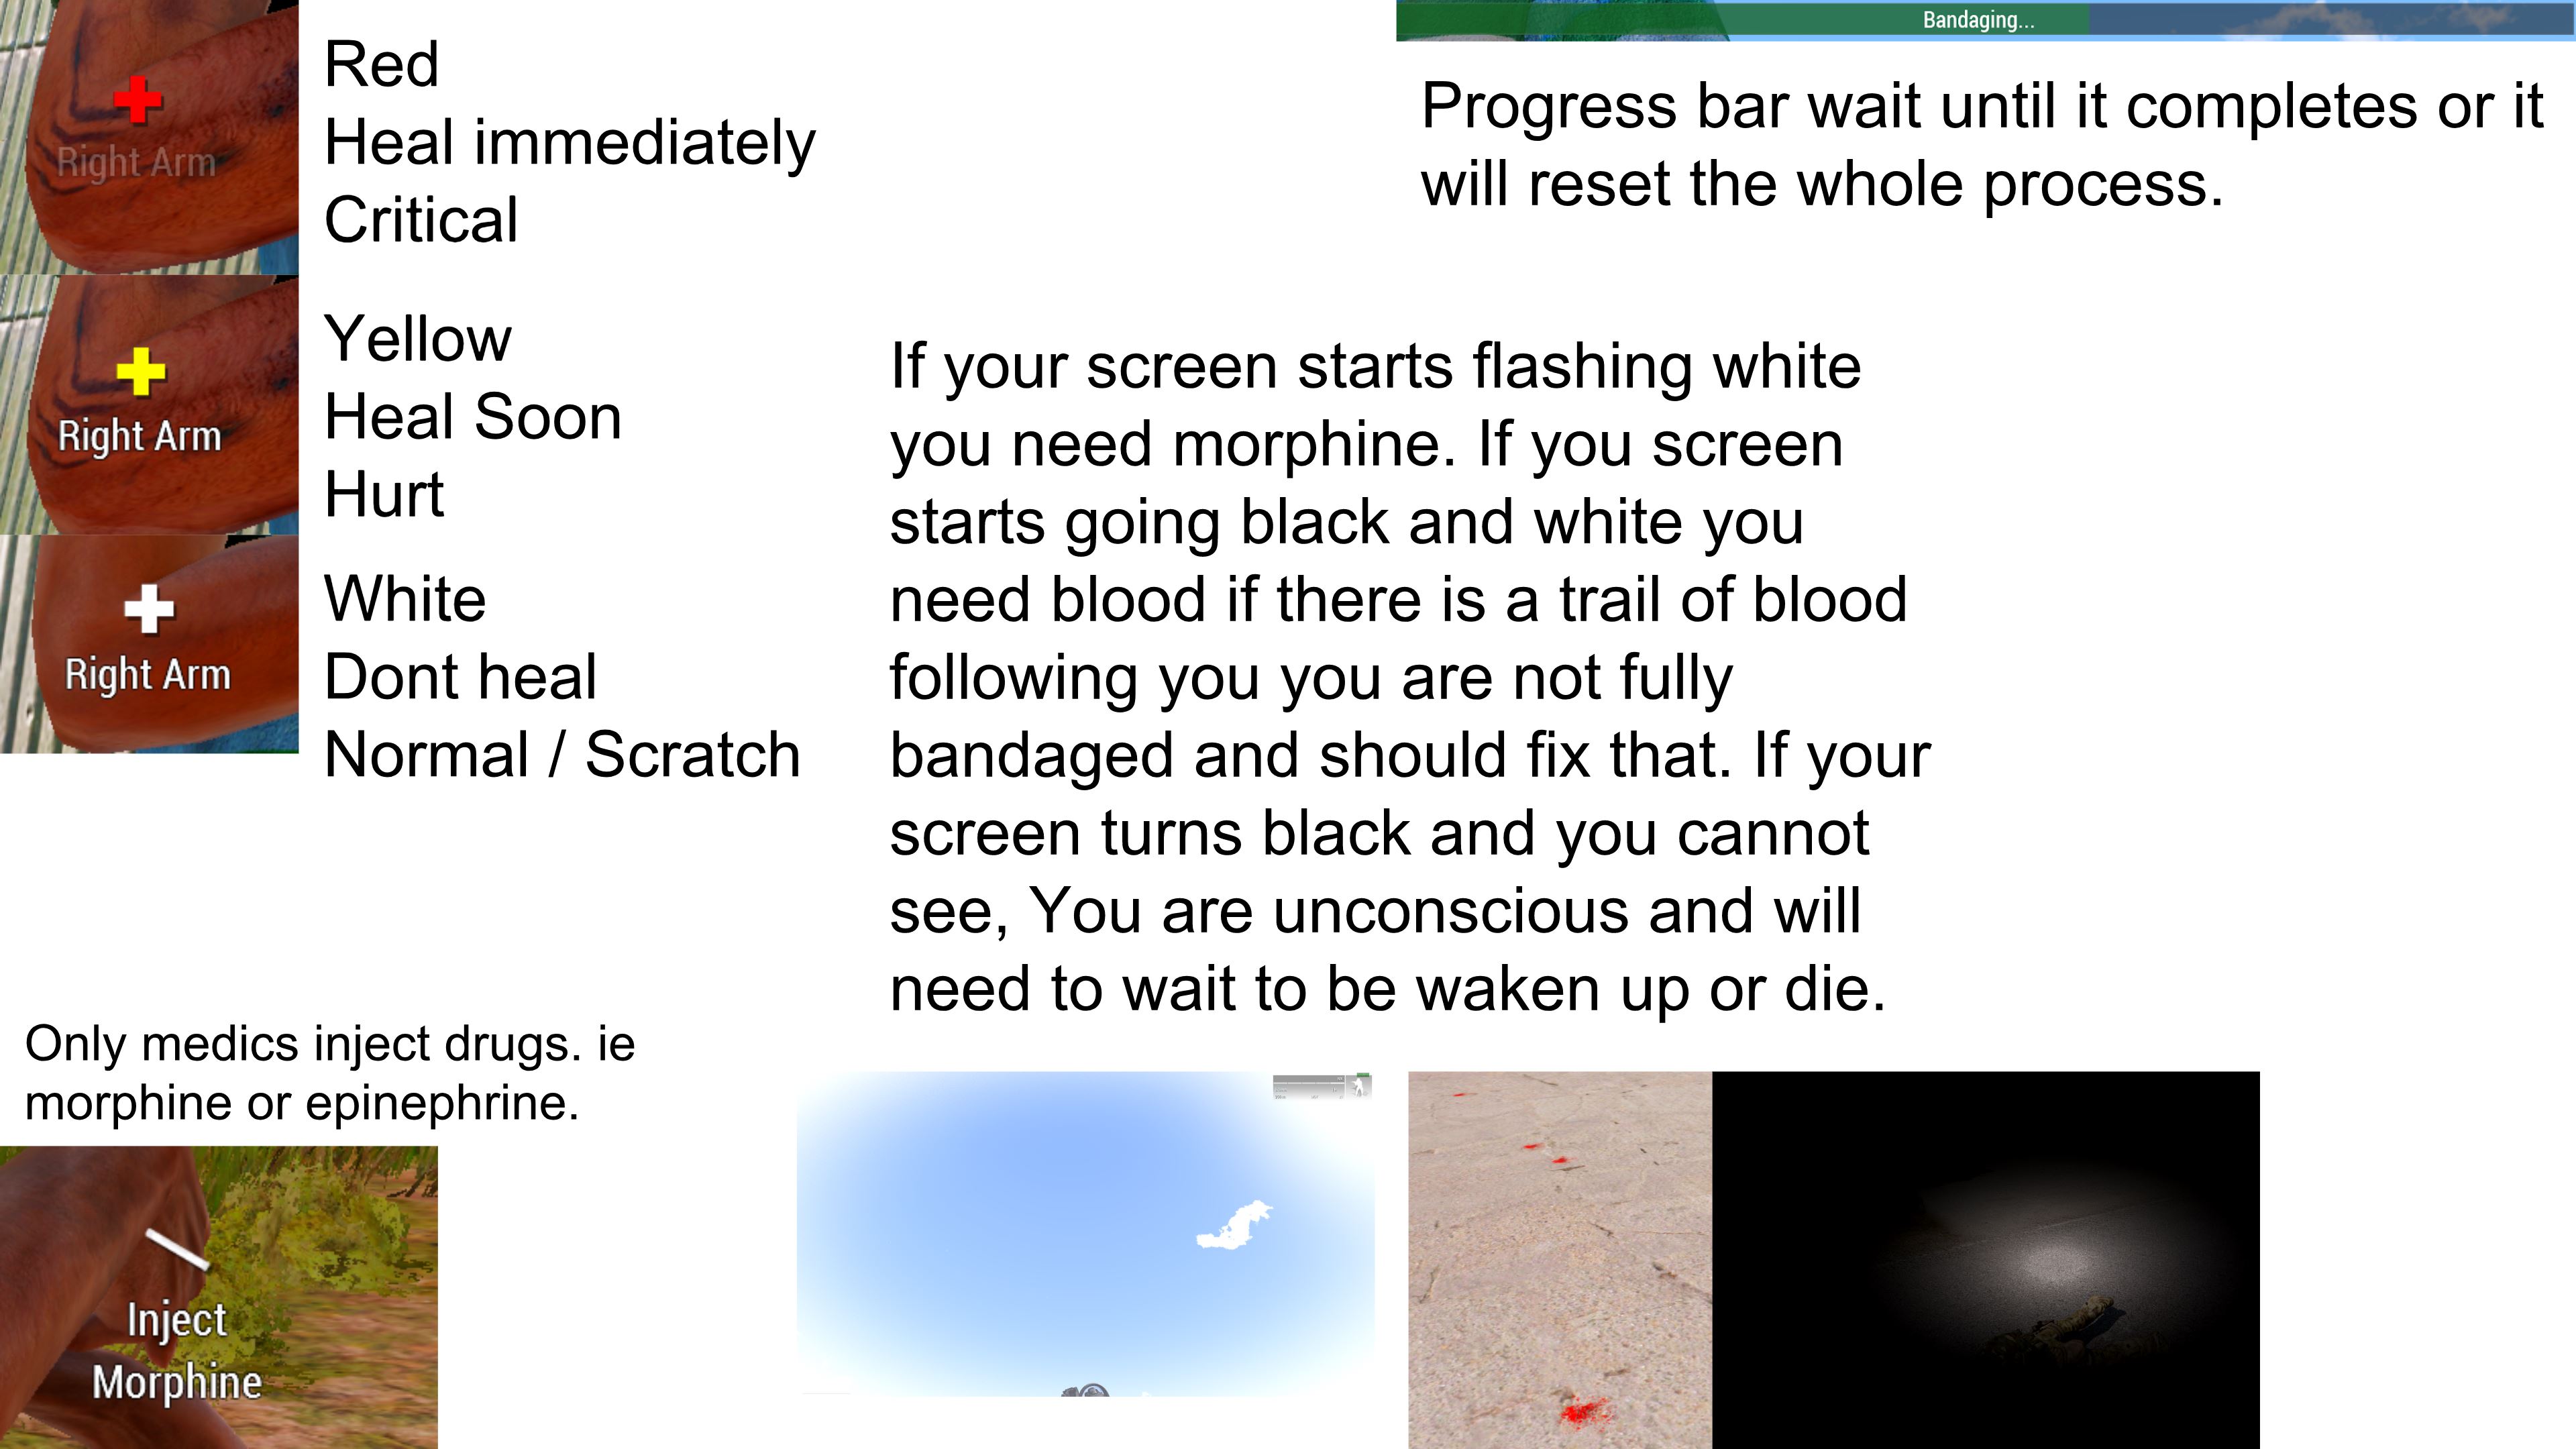 Right Arm
Red
Heal immediately
Critical
Right Arm
Yellow
Heal Soon
Hurt
Right Arm
White
Dont heal
Normal / Scratch
Bandaging...
Progress bar wait until it completes or it
will reset the whole process.
If your screen starts flashing white
you need morphine. If you screen
starts going black and white you
need blood if there is a trail of blood
following you you are not fully
bandaged and should fix that. If your
screen turns black and you cannot
see, You are unconscious and will
need to wait to be waken up or die.
Only medics inject drugs. ie
morphine or epinephrine.
Inject
Morphine